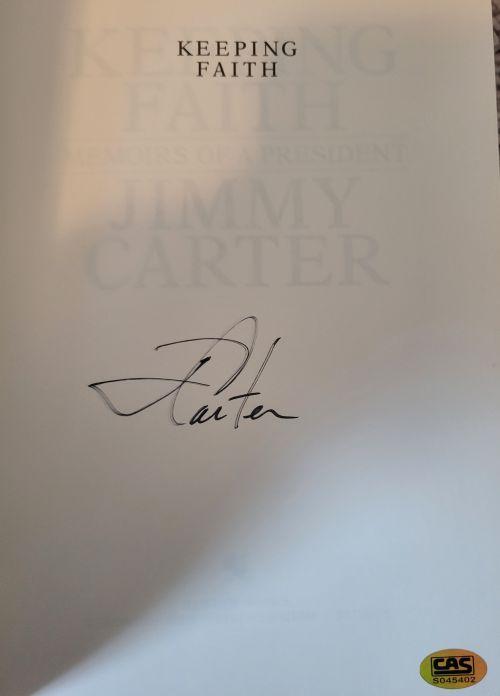 KEEPING
FAITH
KEEPING
FAITH
MEMOIRS OF A PRESIDENT
JIMMY
CARTER
J Carter
CAS
S045402